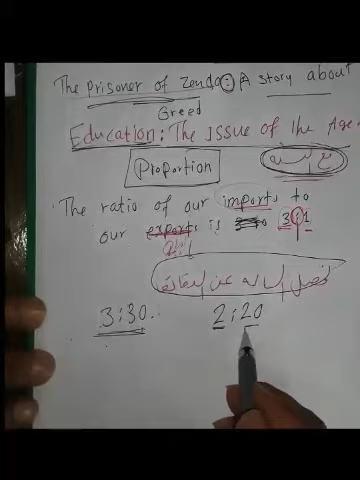 The Prisoner of Zenda: A story about
Greed
Education: The Issue of the Age.
Proportion
The ratio of our imports to
our exports is to 3:1
3:30 2:20